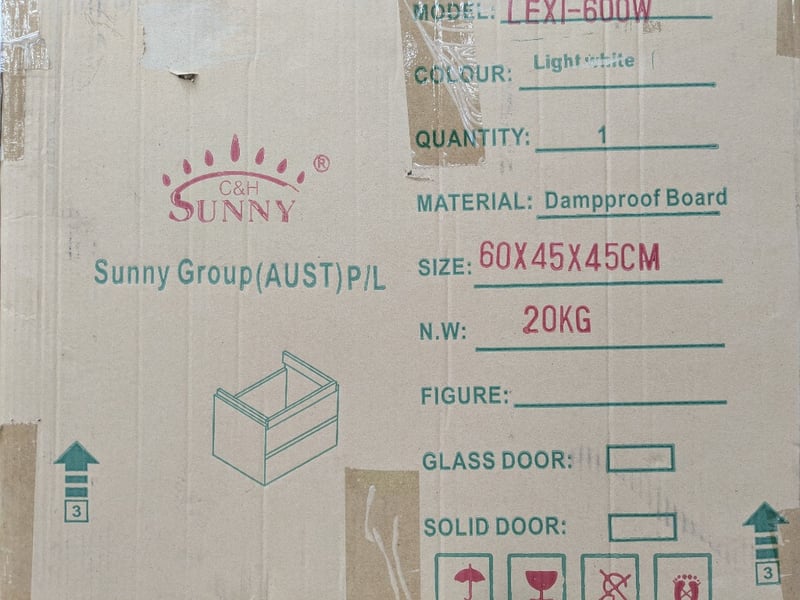 MODEL: LEXI-600W
COLOUR: Light white
QUANTITY: 1
MATERIAL: Dampproof Board
SIZE: 60X45X45CM
N.W: 20KG
FIGURE:
GLASS DOOR:
SOLID DOOR:
C&H
SUNNY
®
Sunny Group(AUST)P/L
3
3